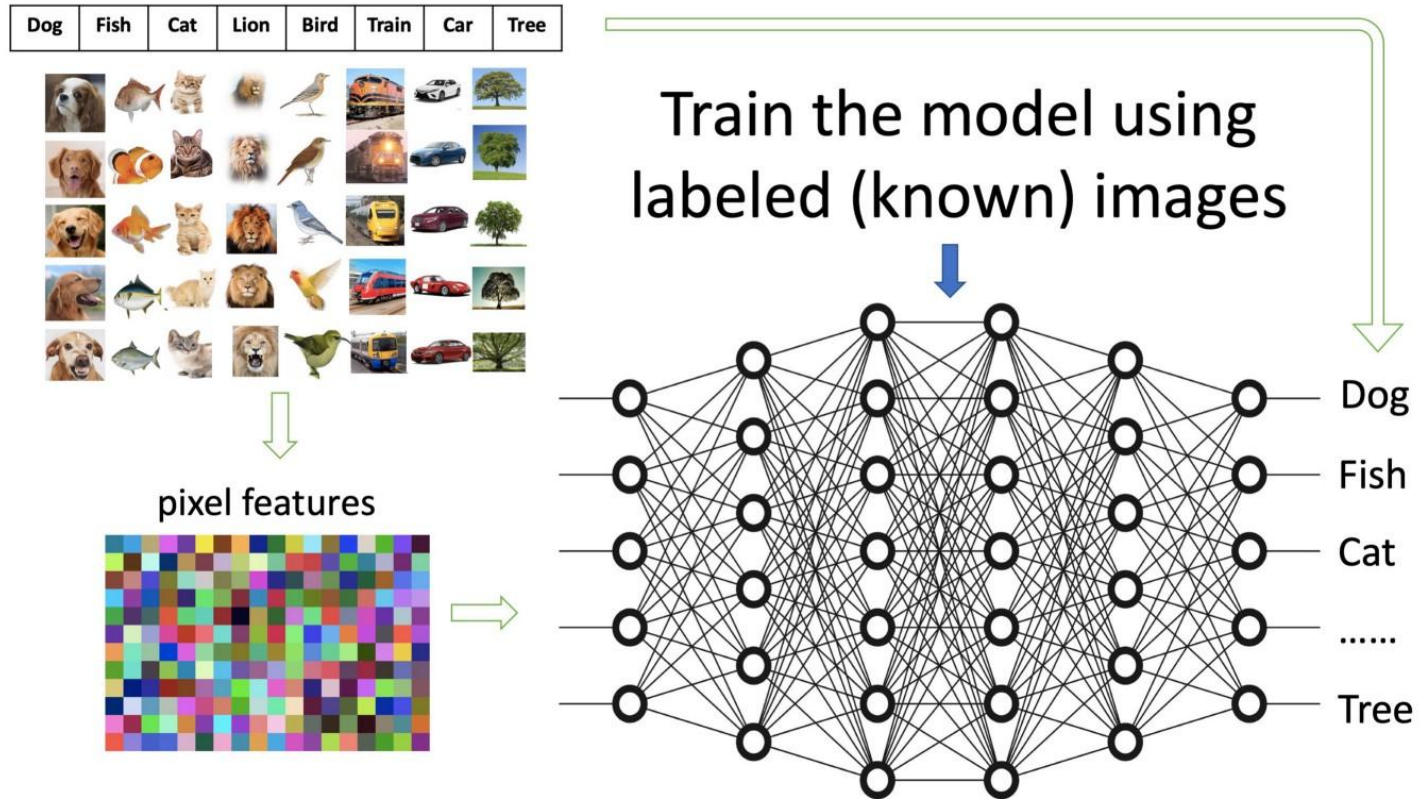 Dog Fish Cat Lion Bird Train Car Tree
Train the model using
labeled (known) images
pixel features
Dog
Fish
Cat
......
Tree